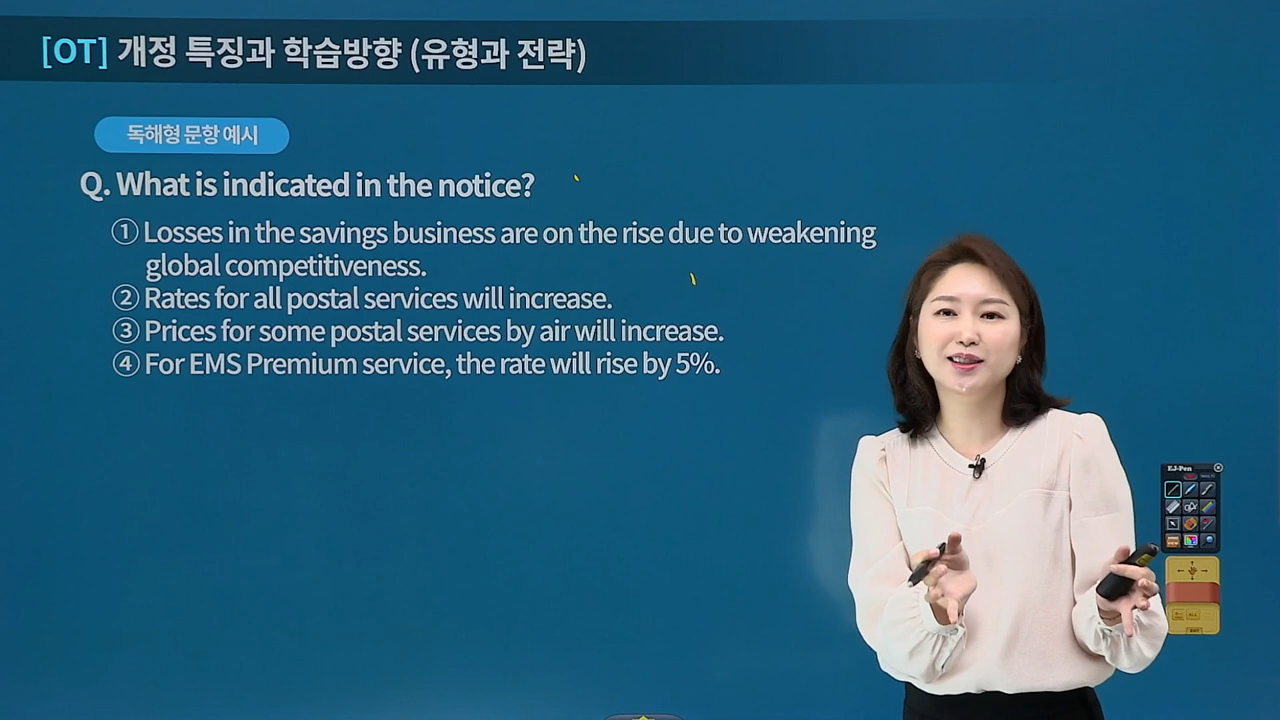 [OT] 개정 특징과 학습방향 (유형과 전략)
독해형 문항 예시
Q. What is indicated in the notice?
① Losses in the savings business are on the rise due to weakening
global competitiveness.
② Rates for all postal services will increase.
③ Prices for some postal services by air will increase.
④ For EMS Premium service, the rate will rise by 5%.
EJ-Pen